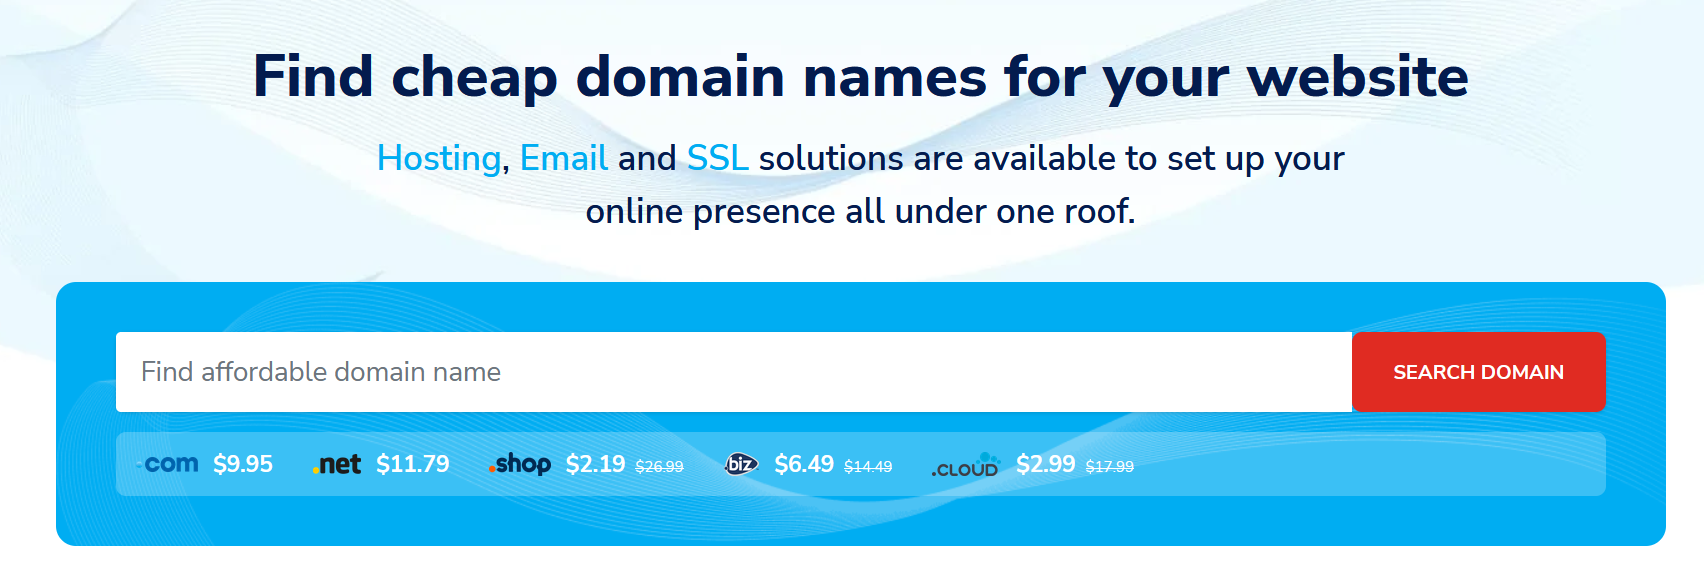 Find cheap domain names for your website
Hosting, Email and SSL solutions are available to set up your
online presence all under one roof.
Find affordable domain name
SEARCH DOMAIN
.com $9.95 .net $11.79 .shop $2.19 $26.99 .biz $6.49 $14.49 .CLOUD $2.99 $17.99